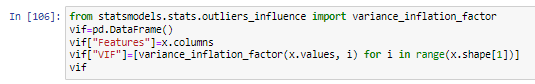 In [106]: from statsmodels.stats.outliers_influence import variance_inflation_factor
vif=pd.DataFrame()
vif["Features"]=x.columns
vif["VIF"]=[variance_inflation_factor(x.values, i) for i in range(x.shape[1])]
vif